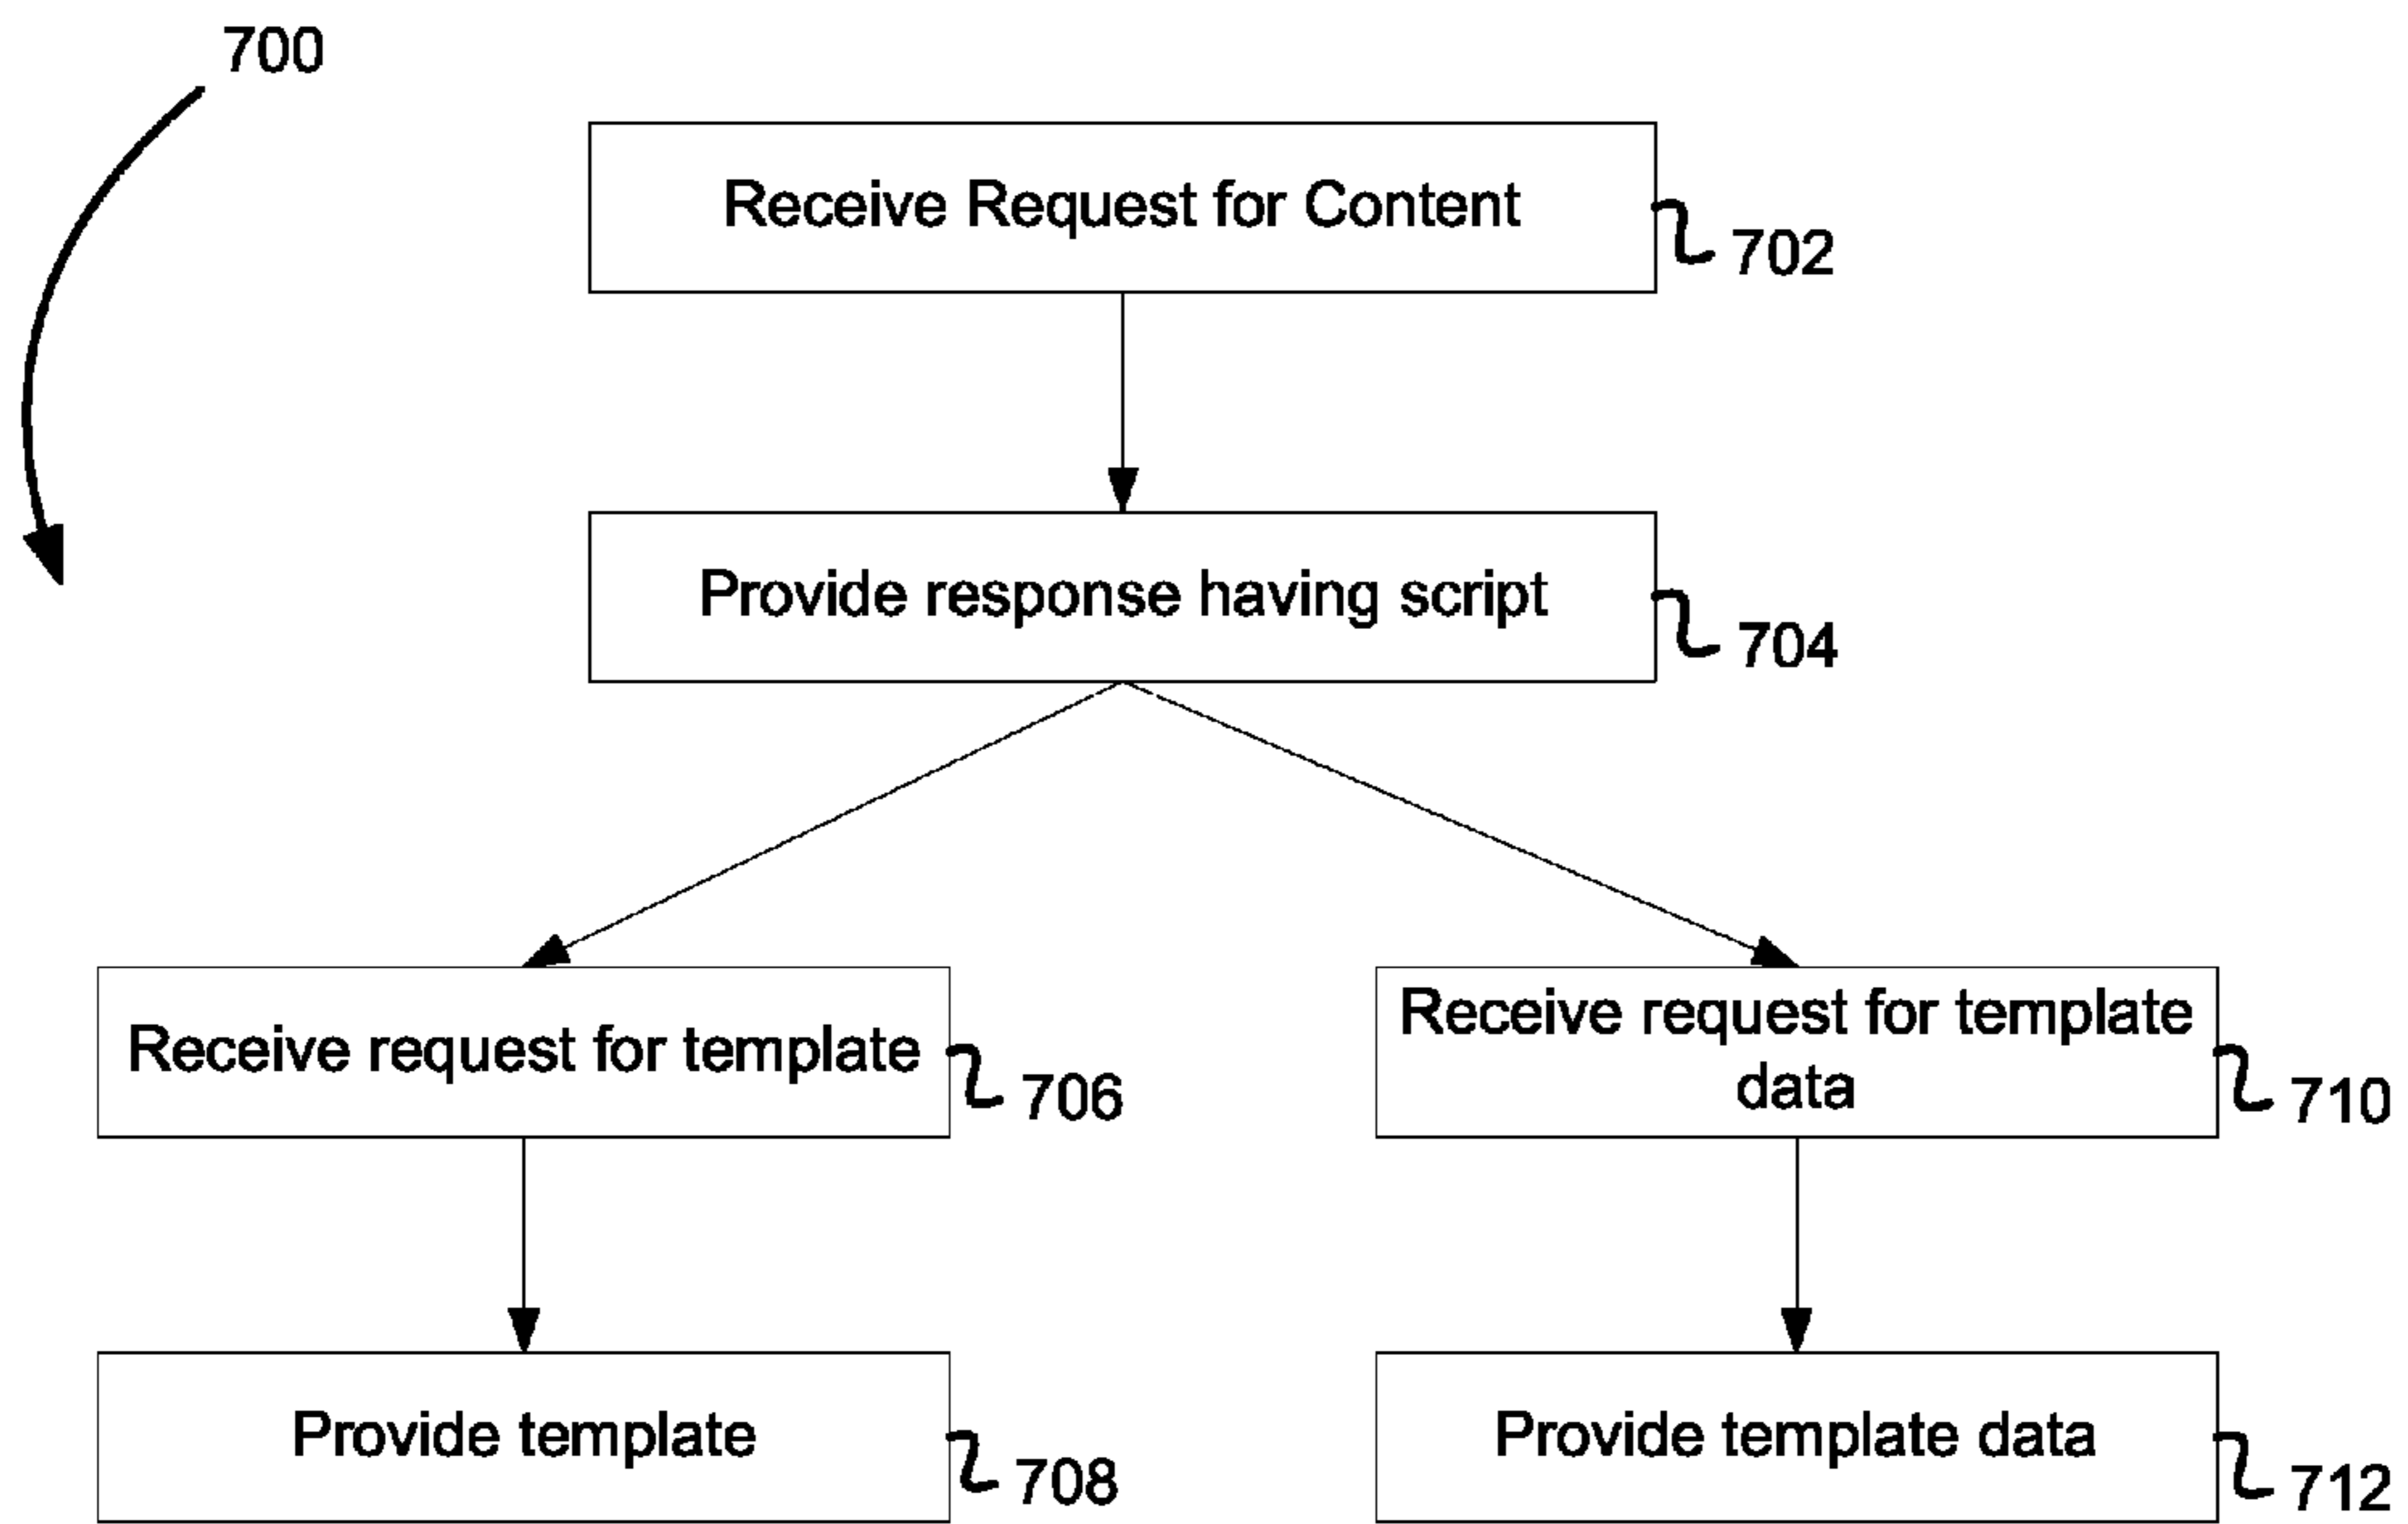 700
Receive Request for Content
702
Provide response having script
704
Receive request for template
706
Receive request for template
data
710
Provide template
708
Provide template data
712